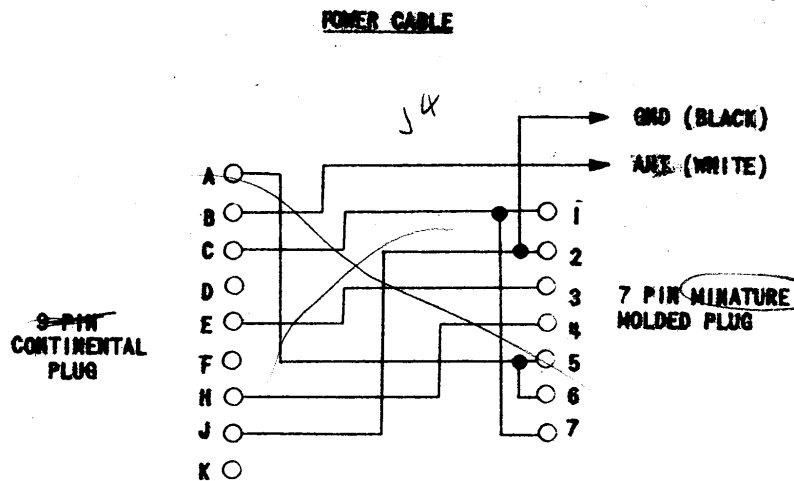 POWER CABLE
J4
GND (BLACK)
ANT (WHITE)
A
B
C
D
E
F
H
J
K
1
2
3
4
5
6
7
9 PIN
CONTINENTAL
PLUG
7 PIN MINATURE
MOLDED PLUG